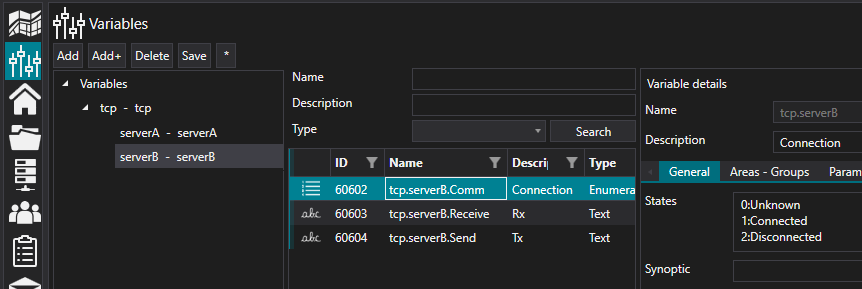 Variables
Add Add+ Delete Save *
Variables
tcp - tcp
serverA - serverA
serverB - serverB
Name
Description
Type
Search
ID Name Descri Type
60602 tcp.serverB.Comm Connection Enumera
abc 60603 tcp.serverB.Receive Rx Text
abc 60604 tcp.serverB.Send Tx Text
Variable details
Name tcp.serverB
Description Connection
General Areas - Groups Param
States
0:Unknown
1:Connected
2:Disconnected
Synoptic